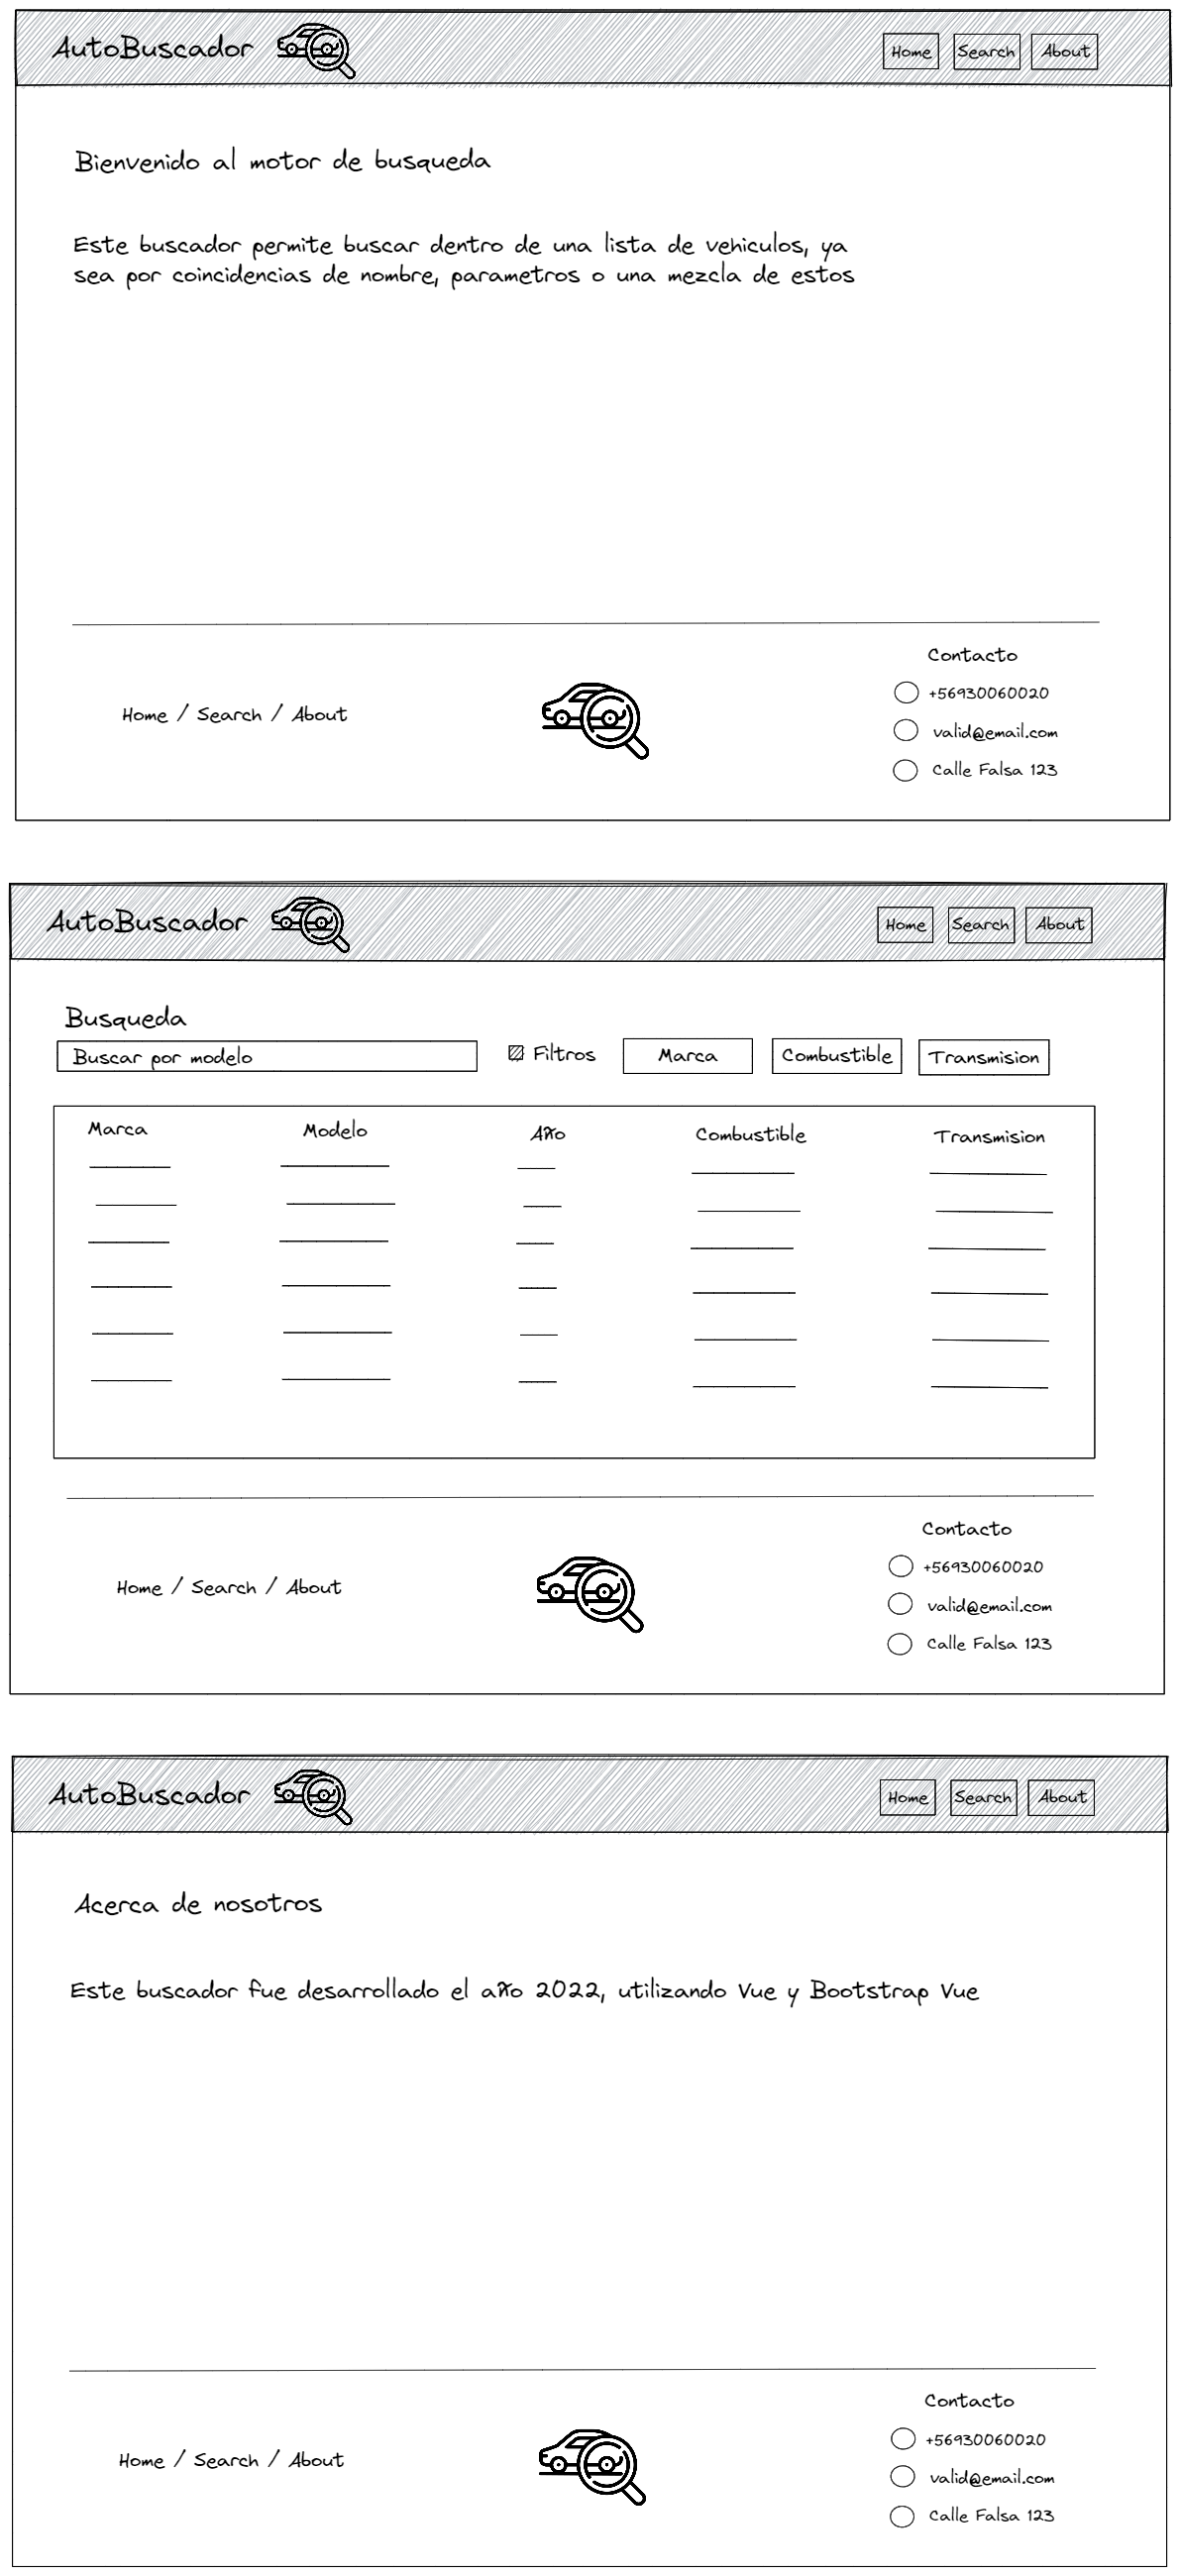 AutoBuscador
Home Search About
Bienvenido al motor de busqueda
Este buscador permite buscar dentro de una lista de vehiculos, ya
sea por coincidencias de nombre, parametros o una mezcla de estos
Home / Search / About
Contacto
+56930060020
valid@email.com
Calle Falsa 123
AutoBuscador
Home Search About
Busqueda
Buscar por modelo Filtros Marca Combustible Transmision
Marca Modelo Año Combustible Transmision
Home / Search / About
Contacto
+56930060020
valid@email.com
Calle Falsa 123
AutoBuscador
Home Search About
Acerca de nosotros
Este buscador fue desarrollado el año 2022, utilizando Vue y Bootstrap Vue
Home / Search / About
Contacto
+56930060020
valid@email.com
Calle Falsa 123